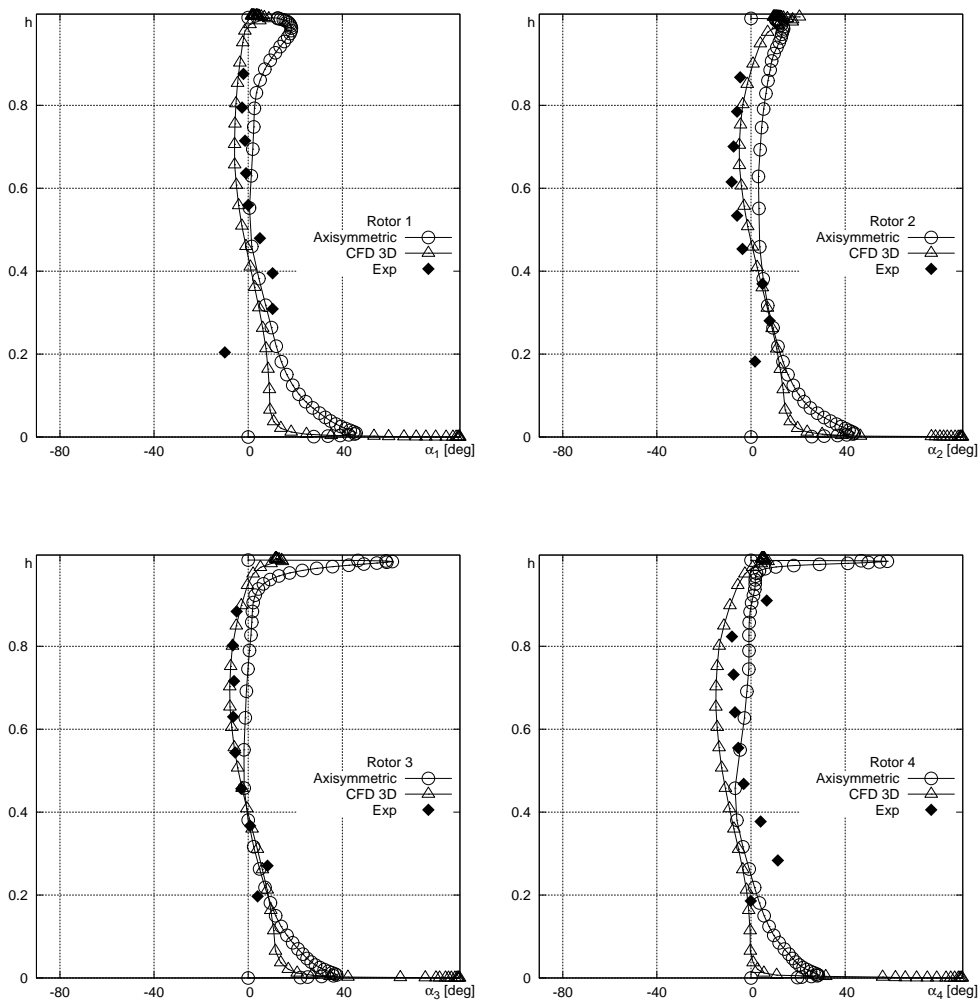 h
0.8
0.6
0.4
0.2
0
-80
-40
0
40
α1 [deg]
Rotor 1
Axisymmetric
CFD 3D
Exp
h
0.8
0.6
0.4
0.2
0
-80
-40
0
40
α2 [deg]
Rotor 2
Axisymmetric
CFD 3D
Exp
h
0.8
0.6
0.4
0.2
0
-80
-40
0
40
α3 [deg]
Rotor 3
Axisymmetric
CFD 3D
Exp
h
0.8
0.6
0.4
0.2
0
-80
-40
0
40
α4 [deg]
Rotor 4
Axisymmetric
CFD 3D
Exp